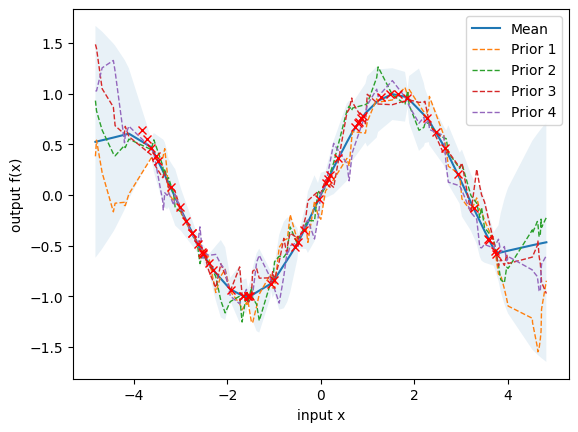 Mean
Prior 1
Prior 2
Prior 3
Prior 4
output f(x)
1.5
1.0
0.5
0.0
−0.5
−1.0
−1.5
−4 −2 0 2 4
input x